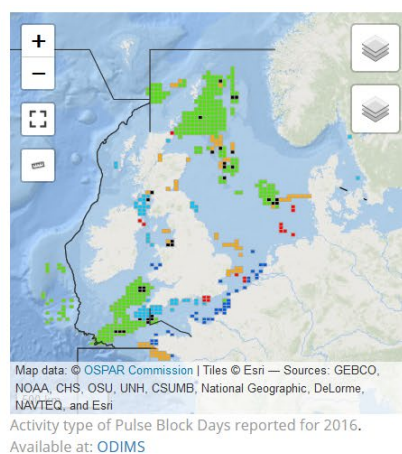 +
−
Map data: © OSPAR Commission | Tiles © Esri — Sources: GEBCO,
NOAA, CHS, OSU, UNH, CSUMB, National Geographic, DeLorme,
NAVTEQ, and Esri
Activity type of Pulse Block Days reported for 2016.
Available at: ODIMS